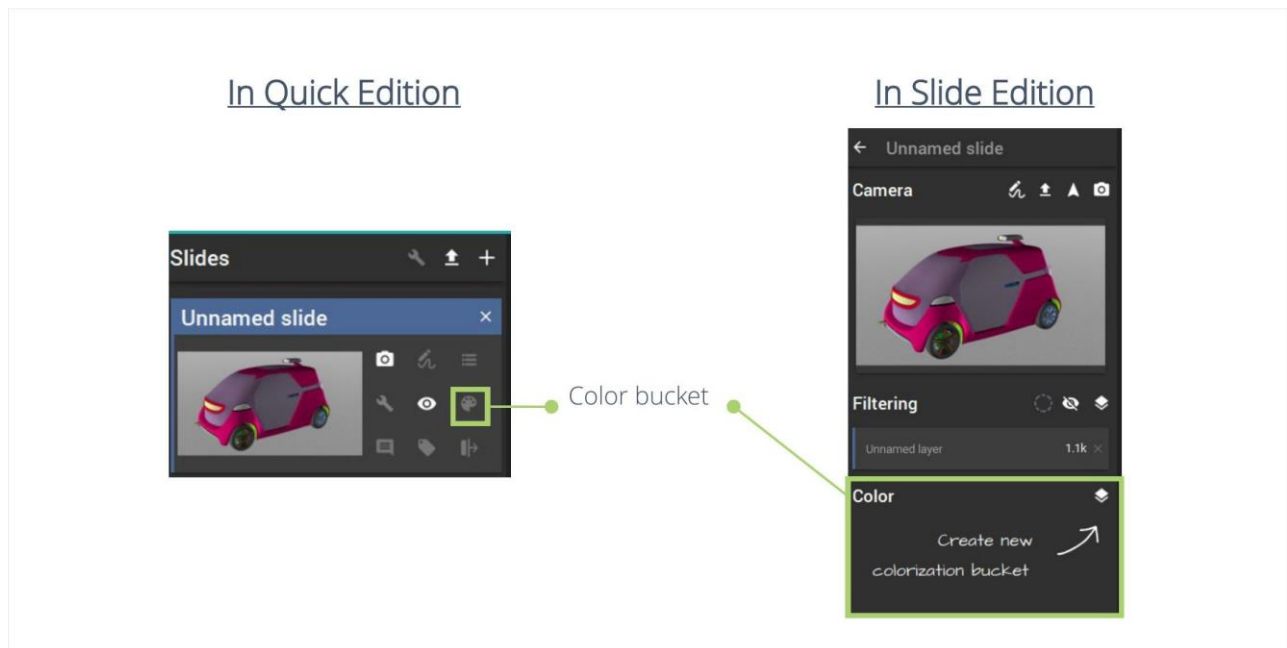 In Quick Edition
In Slide Edition
Slides
Unnamed slide
Color bucket
Unnamed slide
Camera
Filtering
Unnamed layer 1.1k
Color
Create new
colorization bucket